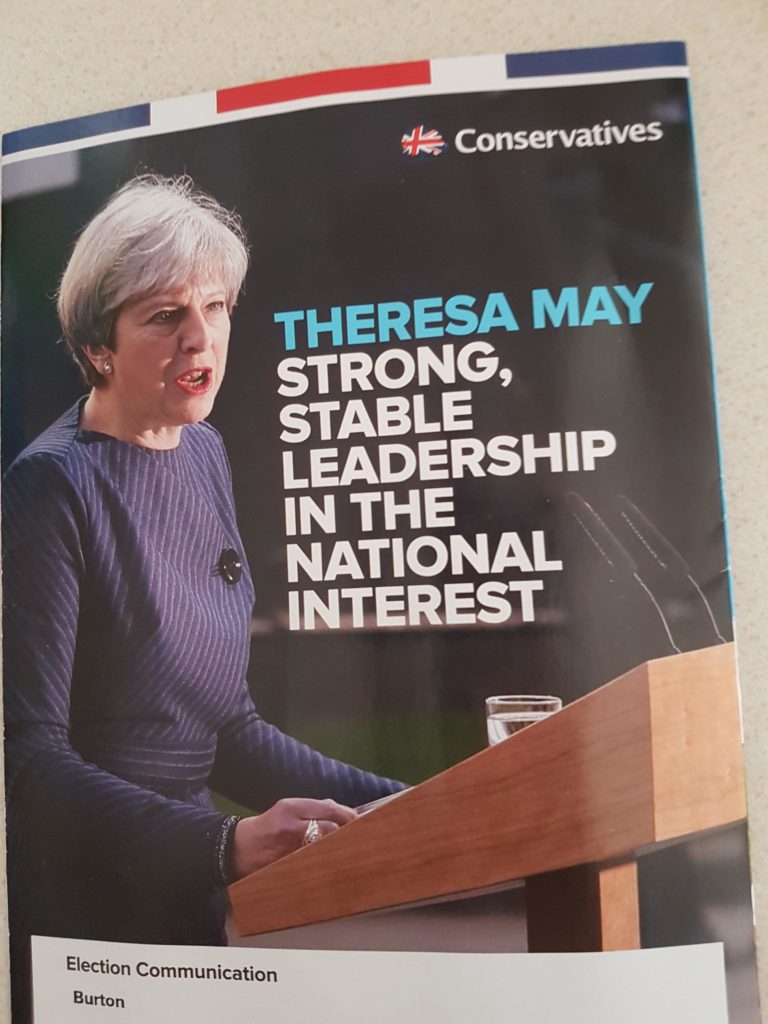 Conservatives
THERESA MAY
STRONG,
STABLE
LEADERSHIP
IN THE
NATIONAL
INTEREST
Election Communication
Burton